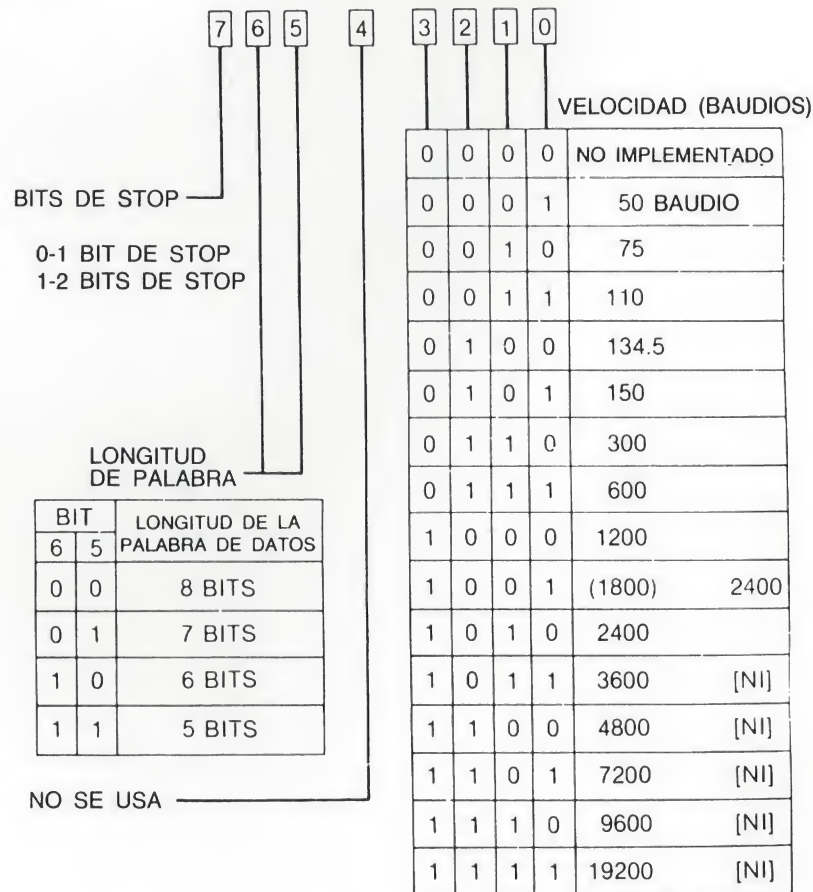 7 6 5 4 3 2 1 0
VELOCIDAD (BAUDIOS)
0 0 0 0 NO IMPLEMENTADO
0 0 0 1 50 BAUDIO
0 0 1 0 75
0 0 1 1 110
0 1 0 0 134.5
0 1 0 1 150
0 1 1 0 300
0 1 1 1 600
1 0 0 0 1200
1 0 0 1 (1800) 2400
1 0 1 0 2400
1 0 1 1 3600 [NI]
1 1 0 0 4800 [NI]
1 1 0 1 7200 [NI]
1 1 1 0 9600 [NI]
1 1 1 1 19200 [NI]
BITS DE STOP
0-1 BIT DE STOP
1-2 BITS DE STOP
LONGITUD
DE PALABRA
BIT
6 5
LONGITUD DE LA
PALABRA DE DATOS
0 0 8 BITS
0 1 7 BITS
1 0 6 BITS
1 1 5 BITS
NO SE USA